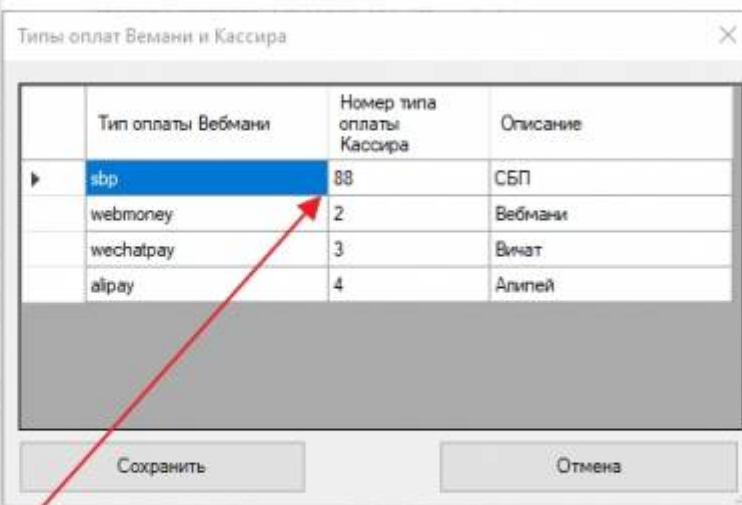 Типы оплат Вемани и Кассира
Тип оплаты Вебмани
Номер типа
оплаты
Кассира
Описание
sbp 88 СБП
webmoney 2 Вебмани
wechatpay 3 Вичат
alipay 4 Алипей
Сохранить Отмена